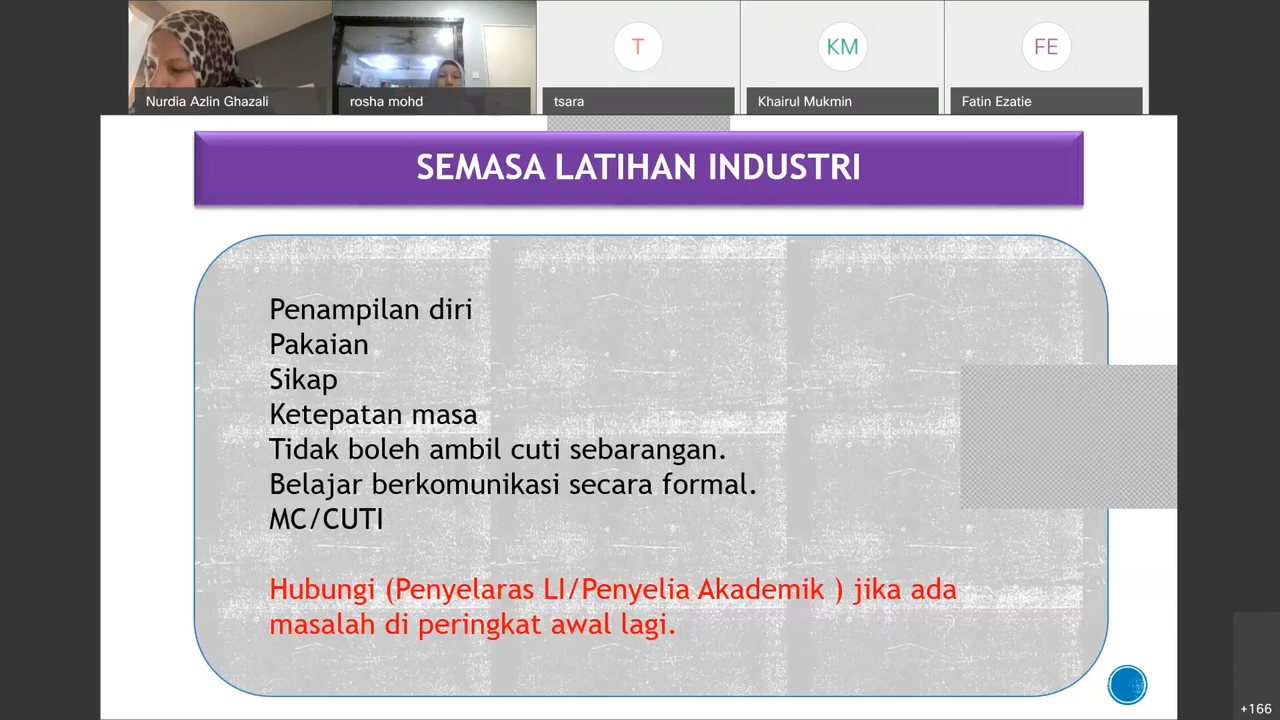 T
KM
FE
Nurdia Azlin Ghazali
rosha mohd
tsara
Khairul Mukmin
Fatin Ezatie
SEMASA LATIHAN INDUSTRI
Penampilan diri
Pakaian
Sikap
Ketepatan masa
Tidak boleh ambil cuti sebarangan.
Belajar berkomunikasi secara formal.
MC/CUTI
Hubungi (Penyelaras LI/Penyelia Akademik ) jika ada
masalah di peringkat awal lagi.
+166